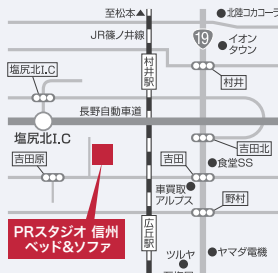 至松本▲
●北陸コカコーラ
JR篠ノ井線
19
●イオン
タウン
塩尻北I.C
村井駅
村井
長野自動車道
塩尻北I.C
吉田北
吉田原
吉田
●食堂SS
車買取
アルプス
野村
PRスタジオ 信州
ベッド&ソファ
広丘駅
ツルヤ
●ヤマダ電機